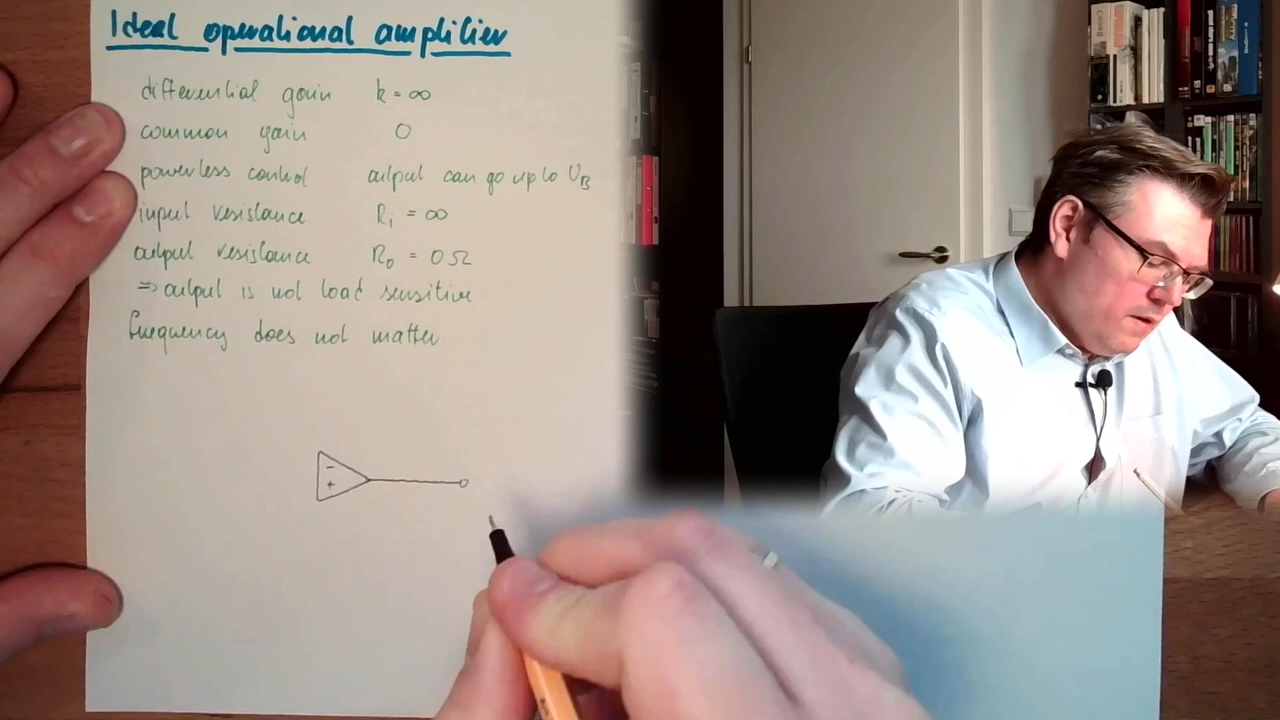 Ideal operational amplifier
differential gain k = ∞
common gain 0
powerless control output can go up to U_B
input resistance R_i = ∞
output resistance R_o = 0 Ω
⇒ output is not load sensitive
frequency does not matter
-
+